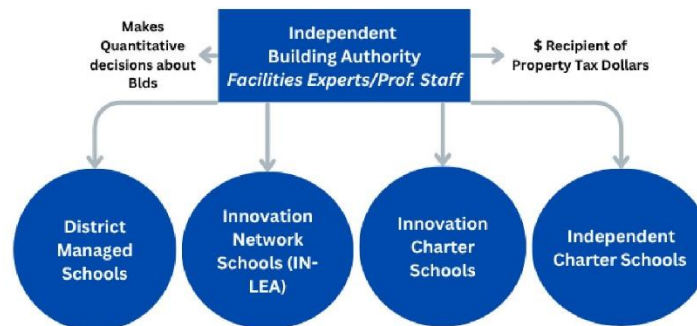 Makes
Quantitative
decisions about
Blds
Independent
Building Authority
Facilities Experts/Prof. Staff
$ Recipient of
Property Tax Dollars
District
Managed
Schools
Innovation
Network
Schools (IN-
LEA)
Innovation
Charter
Schools
Independent
Charter Schools